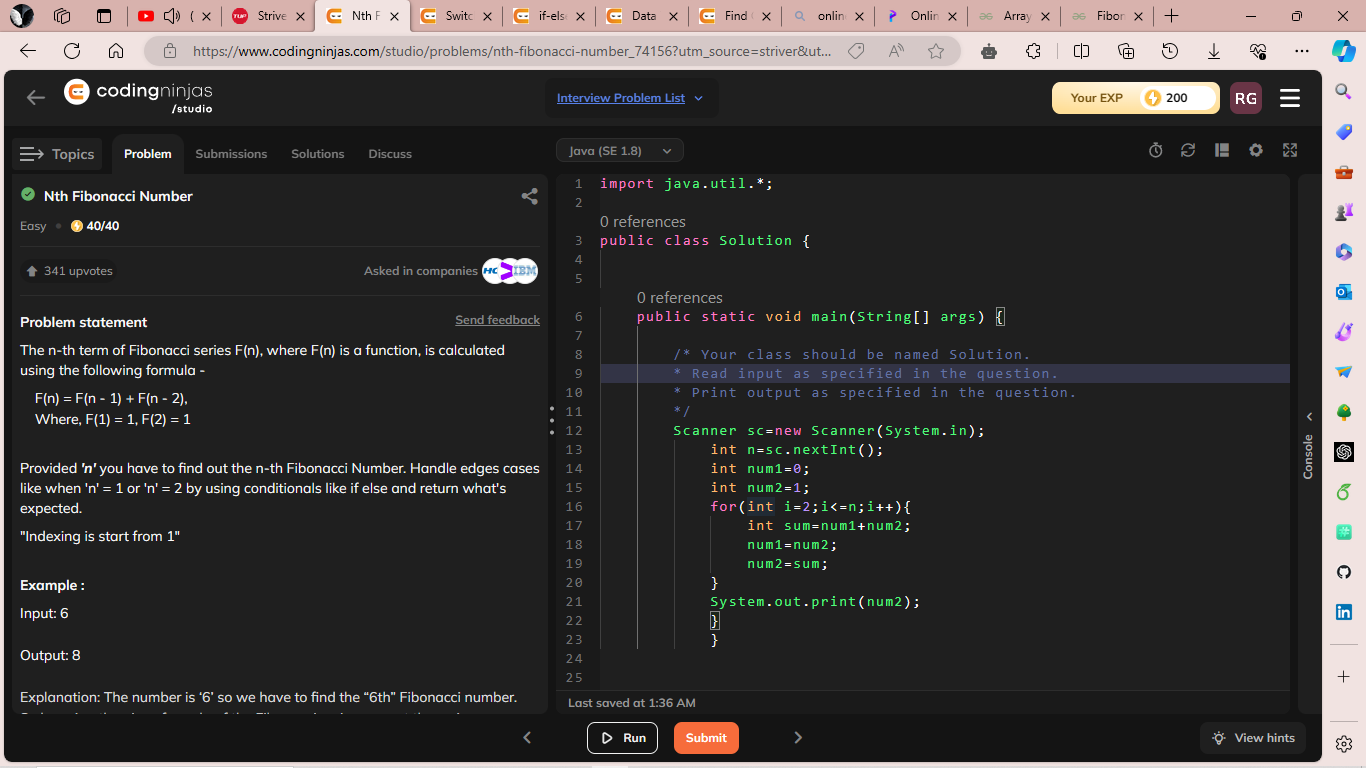 Strive
Nth F
Switc
if-else
Data
Find
onlin
Onlin
Array
Fibon
https://www.codingninjas.com/studio/problems/nth-fibonacci-number_74156?utm_source=striver&ut...
codingninjas
/studio
Interview Problem List
Your EXP 200
RG
Topics Problem Submissions Solutions Discuss
Nth Fibonacci Number
Easy 40/40
341 upvotes Asked in companies HC IBM
Problem statement Send feedback
The n-th term of Fibonacci series F(n), where F(n) is a function, is calculated
using the following formula -
F(n) = F(n - 1) + F(n - 2),
Where, F(1) = 1, F(2) = 1
Provided 'n' you have to find out the n-th Fibonacci Number. Handle edges cases
like when 'n' = 1 or 'n' = 2 by using conditionals like if else and return what's
expected.
"Indexing is start from 1"
Example :
Input: 6
Output: 8
Explanation: The number is ‘6’ so we have to find the “6th” Fibonacci number.
Java (SE 1.8)
1 import java.util.*;
2
0 references
3 public class Solution {
4
5
0 references
6 public static void main(String[] args) {
7
8 /* Your class should be named Solution.
9 * Read input as specified in the question.
10 * Print output as specified in the question.
11 */
12 Scanner sc=new Scanner(System.in);
13 int n=sc.nextInt();
14 int num1=0;
15 int num2=1;
16 for(int i=2;i<=n;i++){
17 int sum=num1+num2;
18 num1=num2;
19 num2=sum;
20 }
21 System.out.print(num2);
22 }
23 }
24
25
Console
Last saved at 1:36 AM
Run Submit View hints